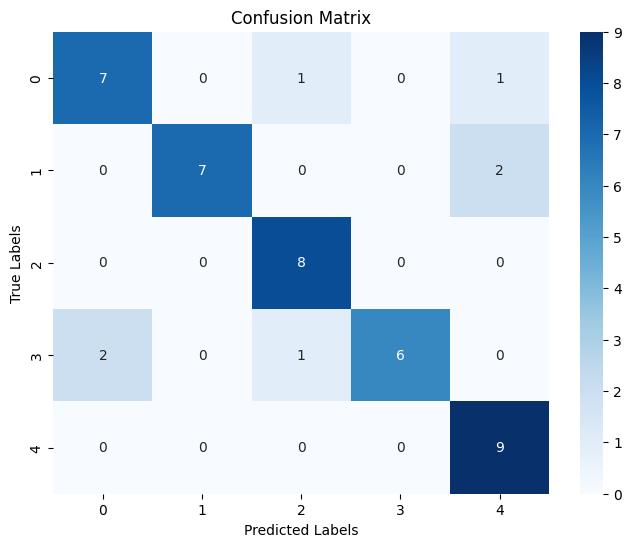 Confusion Matrix
True Labels
0 7 0 1 0 1
1 0 7 0 0 2
2 0 0 8 0 0
3 2 0 1 6 0
4 0 0 0 0 9
0 1 2 3 4
Predicted Labels
9
8
7
6
5
4
3
2
1
0